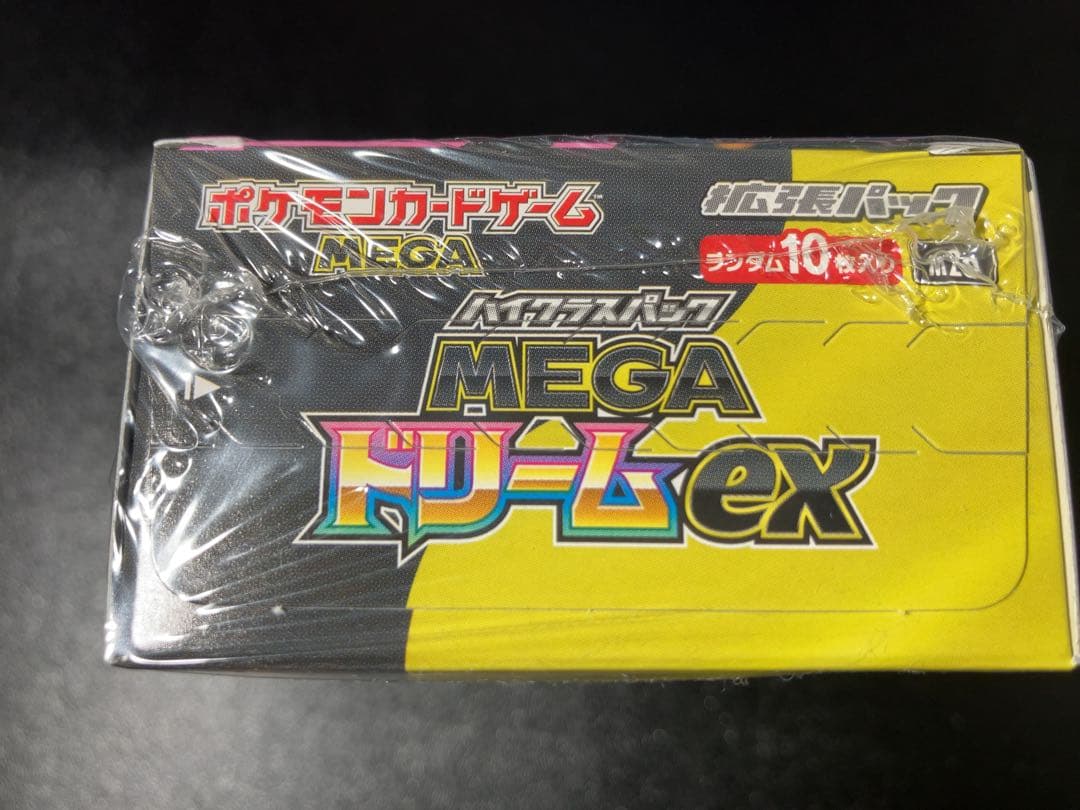 ポケモンカードゲーム™
MEGA
拡張パック
ランダム10枚入り
ハイクラスパック
MEGA
ドリームex